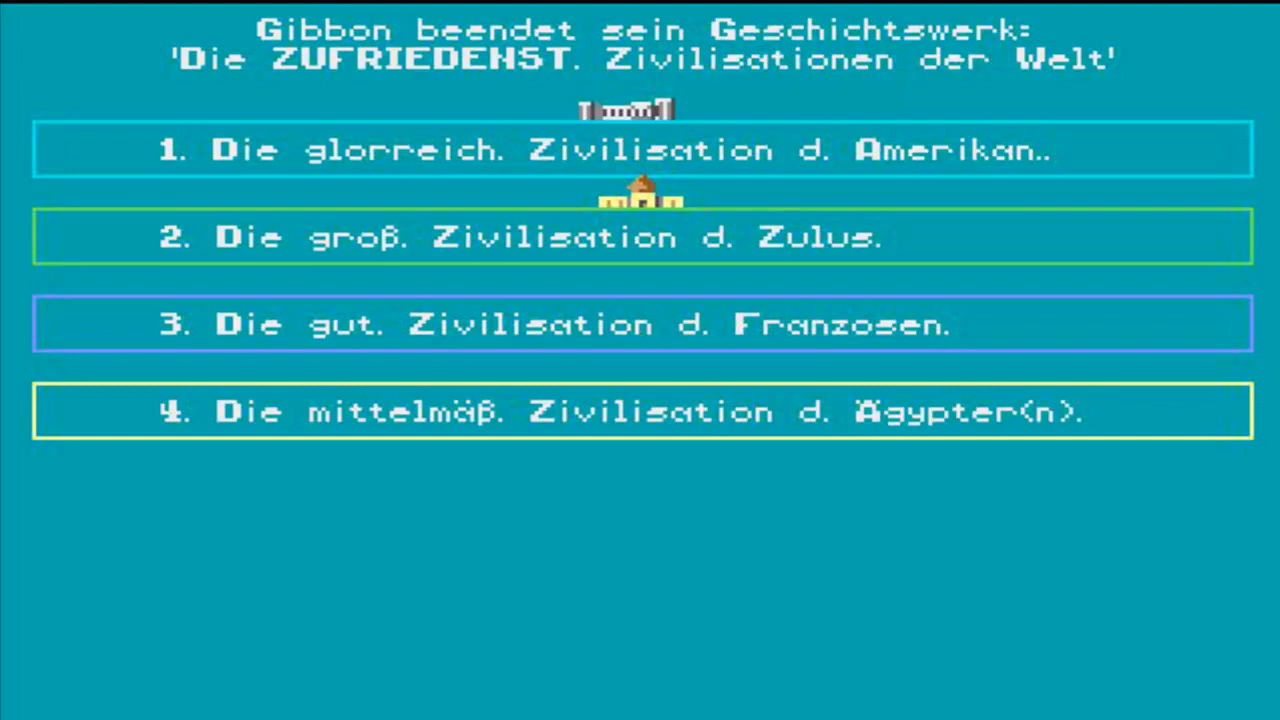 Gibbon beendet sein Geschichtswerk:
'Die ZUFRIEDENST. Zivilisationen der Welt'
1. Die glorreich. Zivilisation d. Amerikan..
2. Die groß. Zivilisation d. Zulus.
3. Die gut. Zivilisation d. Franzosen.
4. Die mittelmäß. Zivilisation d. Ägypter(n).